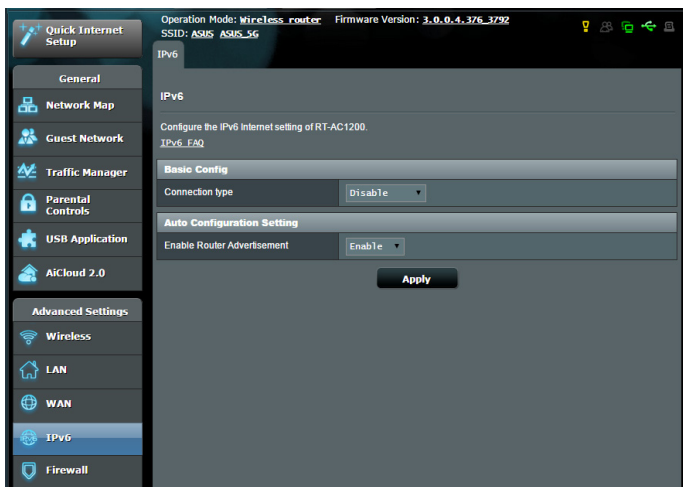 Quick Internet
Setup
Operation Mode: Wireless router Firmware Version: 3.0.0.4.376_3792
SSID: ASUS ASUS_5G
IPv6
General
Network Map
Guest Network
Traffic Manager
Parental
Controls
USB Application
AiCloud 2.0
Advanced Settings
Wireless
LAN
WAN
IPv6
Firewall
IPv6
Configure the IPv6 Internet setting of RT-AC1200.
IPv6 FAQ
Basic Config
Connection type Disable
Auto Configuration Setting
Enable Router Advertisement Enable
Apply